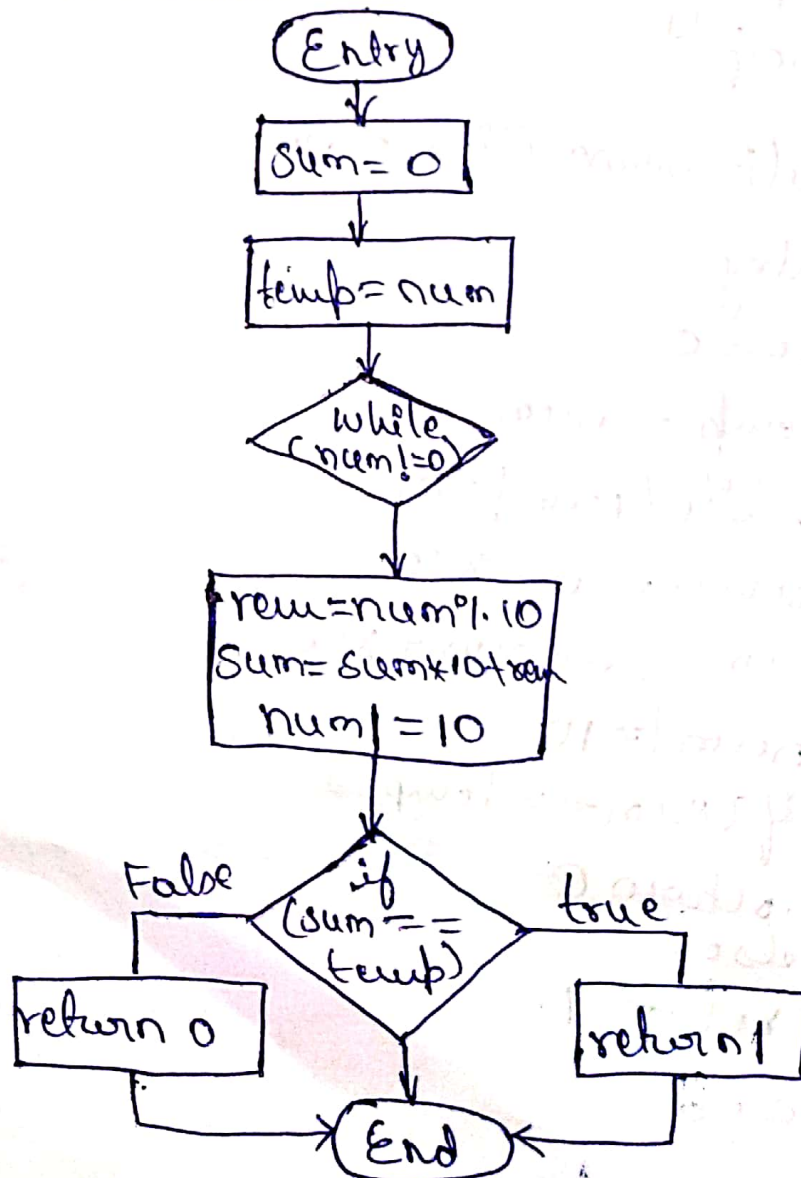 Entry
sum= 0
temp= num
while
(num!=0)
rem=num%10
Sum= sum*10+rem
num/=10
if
(sum==
temp)
False
true
return 0
return 1
End